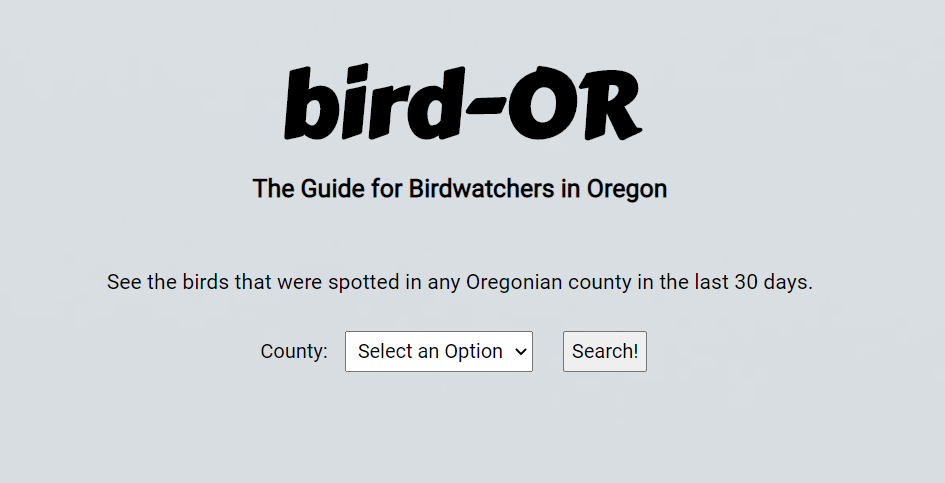 bird-OR
The Guide for Birdwatchers in Oregon
See the birds that were spotted in any Oregonian county in the last 30 days.
County: Select an Option Search!